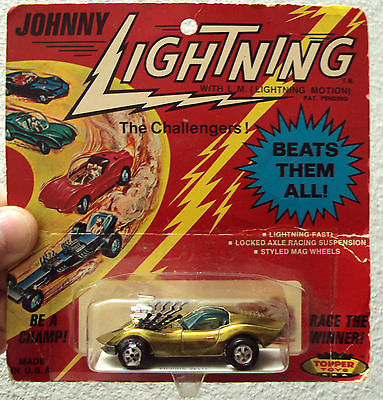 JOHNNY
LIGHTNING
T.M.
WITH L.M. (LIGHTNING MOTION)
PAT. PENDING
The Challengers!
BEATS
THEM
ALL!
■ LIGHTNING-FAST!
■ LOCKED AXLE RACING SUSPENSION
■ STYLED MAG WHEELS
BE A
CHAMP!
RACE THE
WINNER!
MADE
IN U.S.A.
TOPPER
TOYS